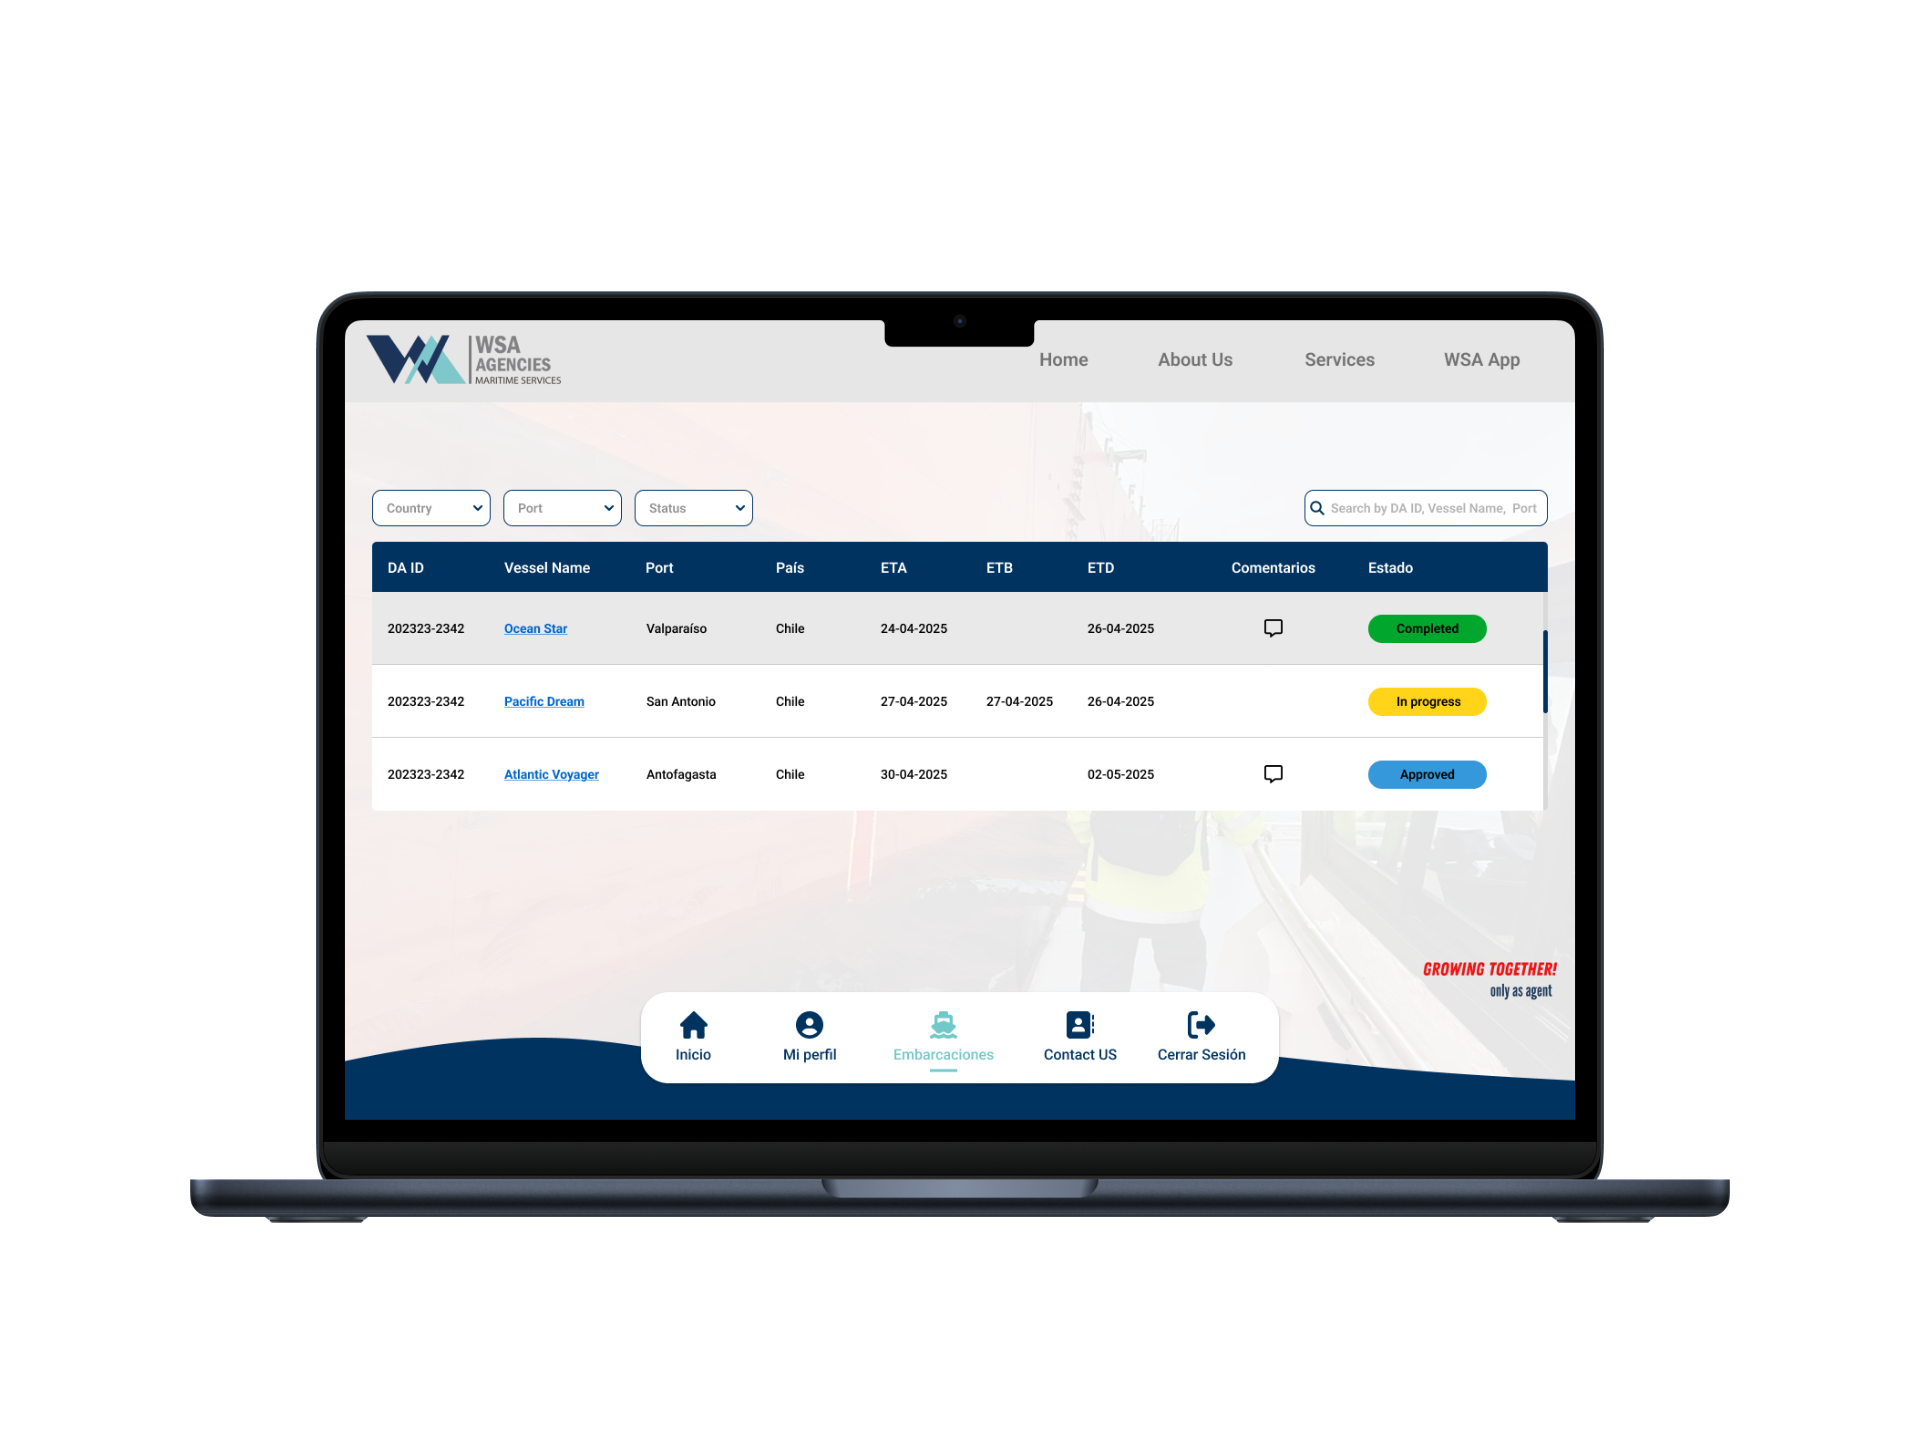 WSA
AGENCIES
MARITIME SERVICES
Home About Us Services WSA App
Country Port Status Search by DA ID, Vessel Name, Port
DA ID Vessel Name Port País ETA ETB ETD Comentarios Estado
202323-2342 Ocean Star Valparaíso Chile 24-04-2025 26-04-2025 Completed
202323-2342 Pacific Dream San Antonio Chile 27-04-2025 27-04-2025 26-04-2025 In progress
202323-2342 Atlantic Voyager Antofagasta Chile 30-04-2025 02-05-2025 Approved
GROWING TOGETHER!
only as agent
Inicio Mi perfil Embarcaciones Contact US Cerrar Sesión